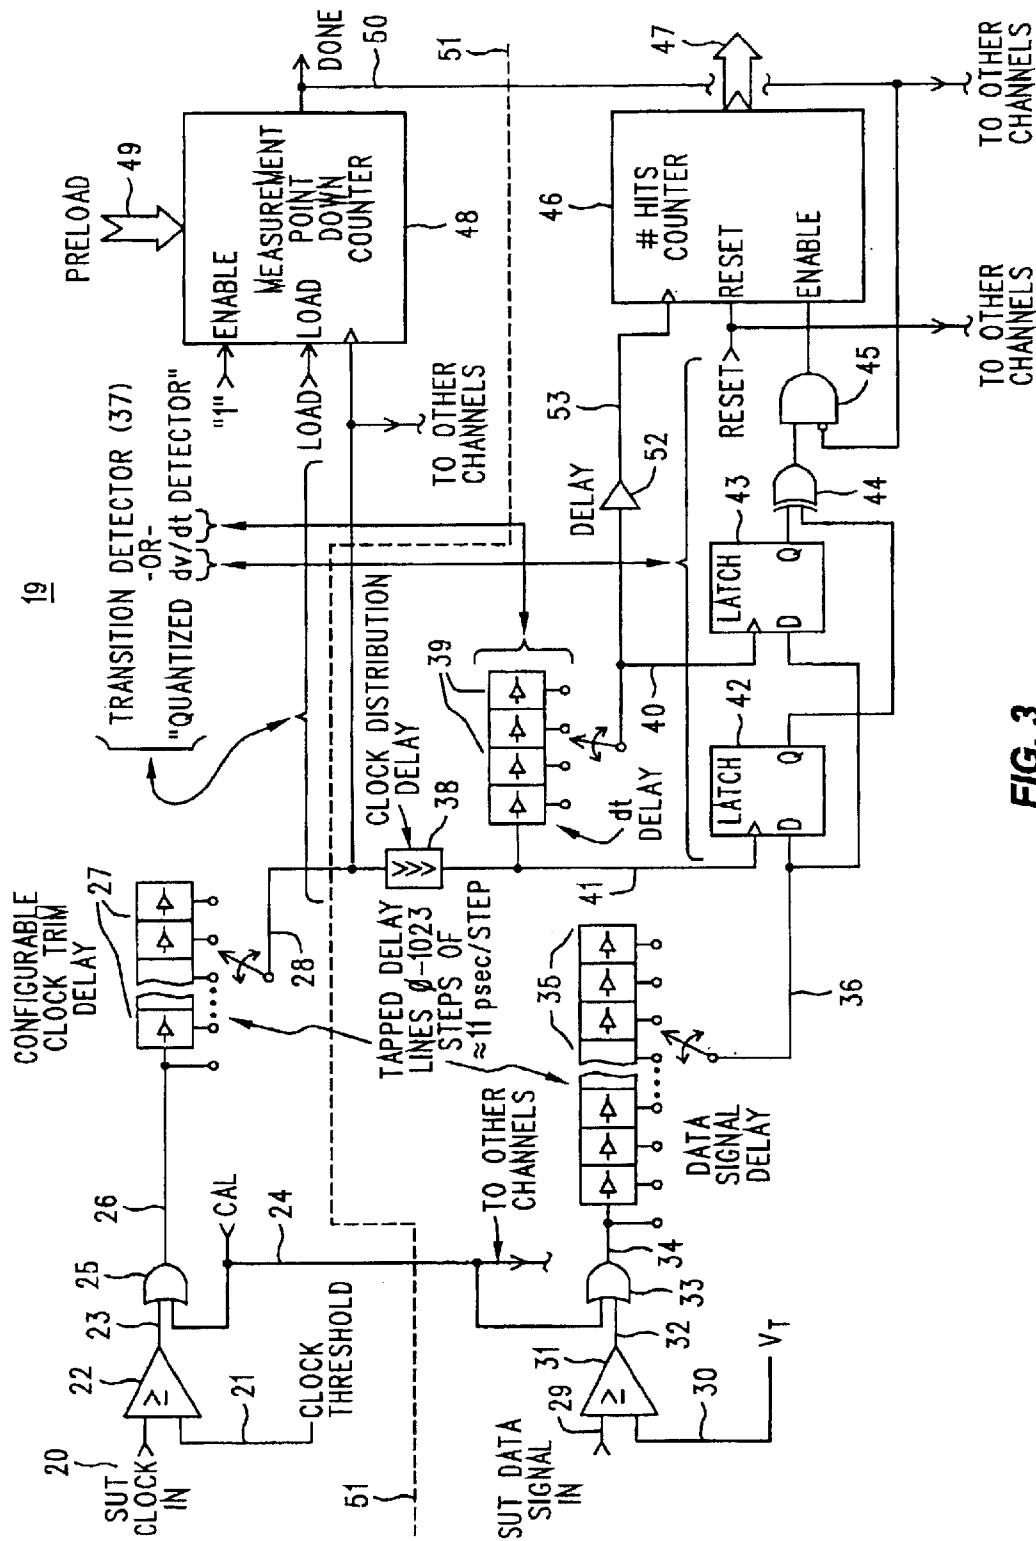 19
TRANSITION DETECTOR (37)
-OR-
"QUANTIZED dv/dt DETECTOR"
PRELOAD
49
"1"
ENABLE
LOAD
LOAD
MEASUREMENT
POINT
DOWN
COUNTER
48
DONE
50
51
TO OTHER
CHANNELS
CONFIGURABLE
CLOCK TRIM
DELAY
27
28
CLOCK DISTRIBUTION
DELAY
38
SUT
CLOCK
IN
20
21
22
23
25
26
CAL
24
CLOCK
THRESHOLD
51
TO OTHER
CHANNELS
TAPPED DELAY
LINES 0-1023
STEPS OF
≈11 psec/STEP
39
dt
DELAY
40
41
DELAY
52
53
SUT DATA
SIGNAL
IN
29
30
31
32
33
34
VT
35
DATA
SIGNAL
DELAY
36
LATCH
42
D
Q
LATCH
43
D
Q
44
45
RESET
RESET
ENABLE
# HITS
COUNTER
46
47
TO OTHER
CHANNELS
TO OTHER
CHANNELS
FIG. 3